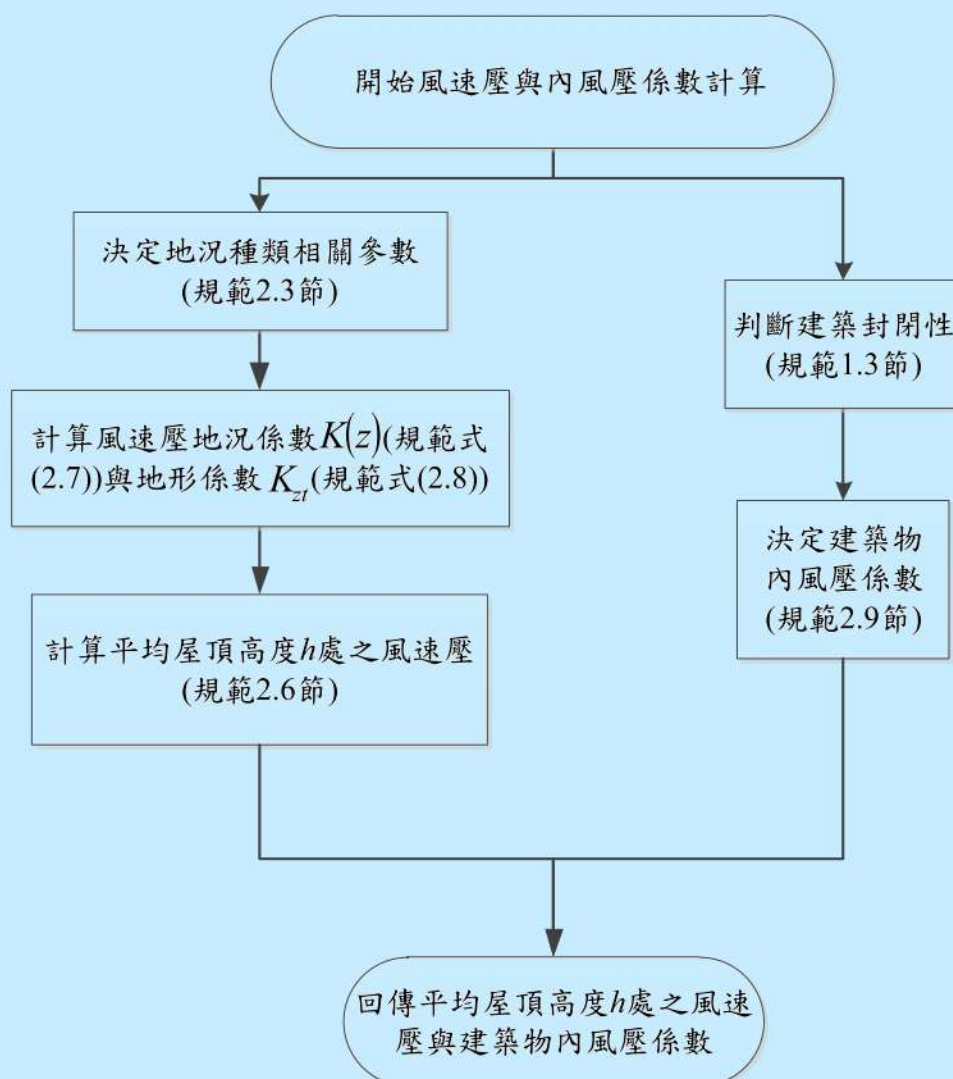 開始風速壓與內風壓係數計算
決定地況種類相關參數
(規範2.3節)
計算風速壓地況係數K(z)(規範式
(2.7))與地形係數 K_{zt}(規範式(2.8))
計算平均屋頂高度h處之風速壓
(規範2.6節)
判斷建築封閉性
(規範1.3節)
決定建築物
內風壓係數
(規範2.9節)
回傳平均屋頂高度h處之風速
壓與建築物內風壓係數